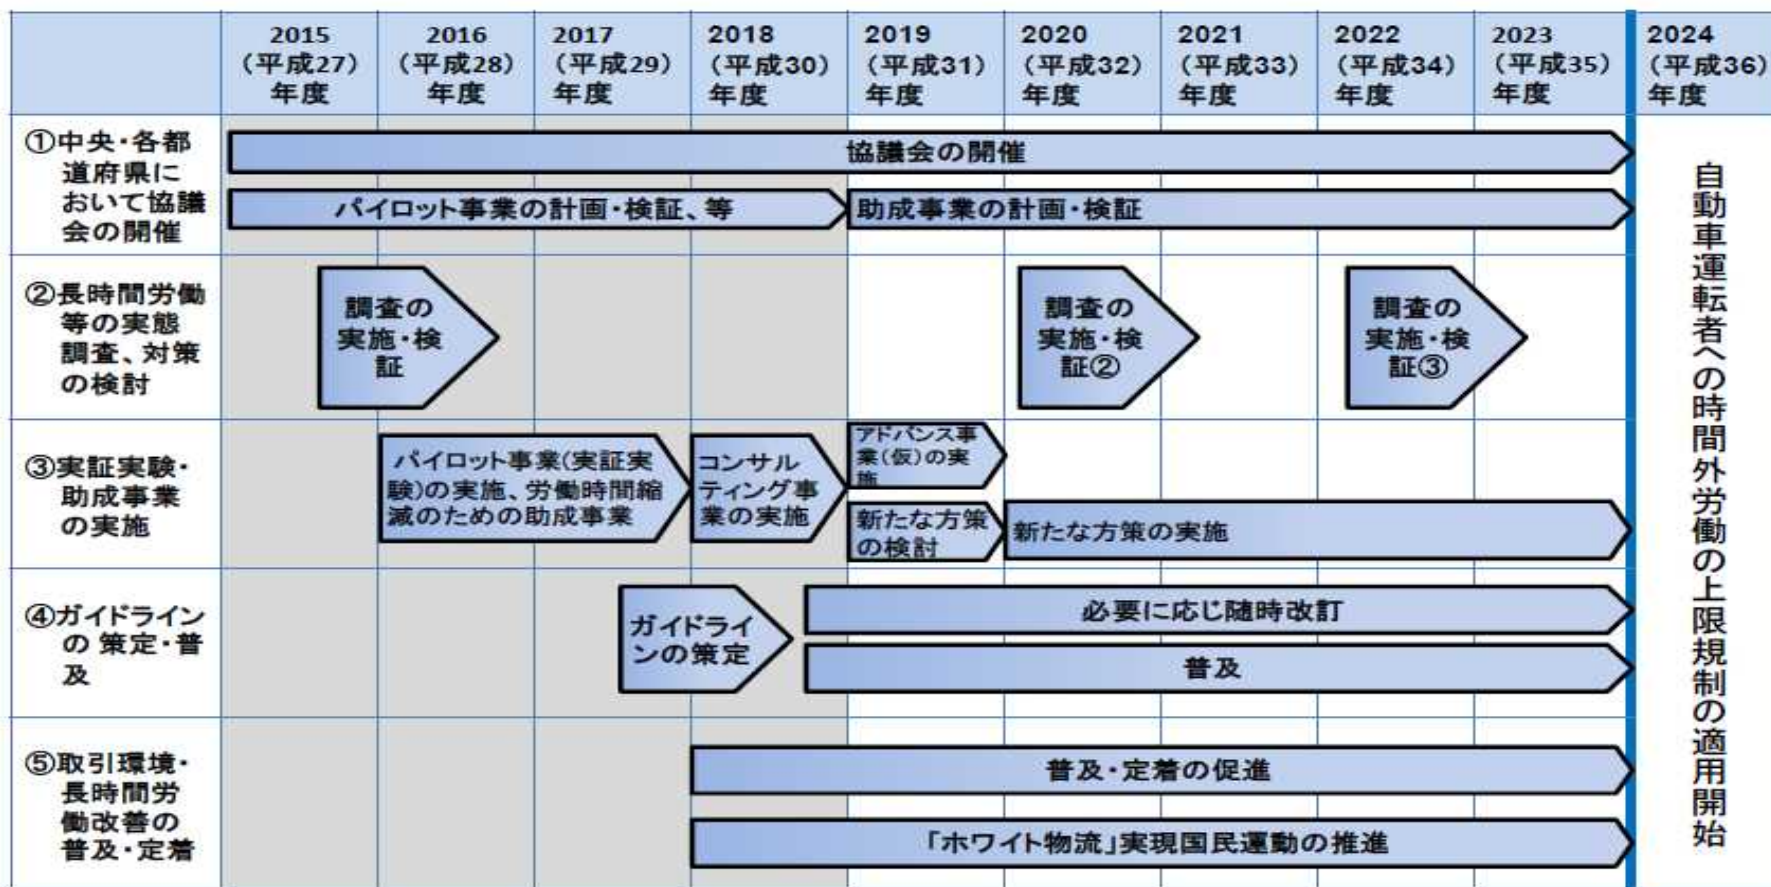 2015
(平成27)
年度
2016
(平成28)
年度
2017
(平成29)
年度
2018
(平成30)
年度
2019
(平成31)
年度
2020
(平成32)
年度
2021
(平成33)
年度
2022
(平成34)
年度
2023
(平成35)
年度
2024
(平成36)
年度
①中央・各都
道府県に
おいて協議
会の開催
協議会の開催
パイロット事業の計画・検証、等
助成事業の計画・検証
②長時間労働
等の実態
調査、対策
の検討
調査の
実施・検
証
調査の
実施・検
証②
調査の
実施・検
証③
③実証実験・
助成事業
の実施
パイロット事業(実証実
験)の実施、労働時間縮
減のための助成事業
コンサル
ティング事
業の実施
アドバンス事
業(仮)の実
施
新たな方策
の検討
新たな方策の実施
④ガイドライン
の 策定・普
及
ガイドライ
ンの策定
必要に応じ随時改訂
普及
⑤取引環境・
長時間労
働改善の
普及・定着
普及・定着の促進
「ホワイト物流」実現国民運動の推進
自動車運転者への時間外労働の上限規制の適用開始